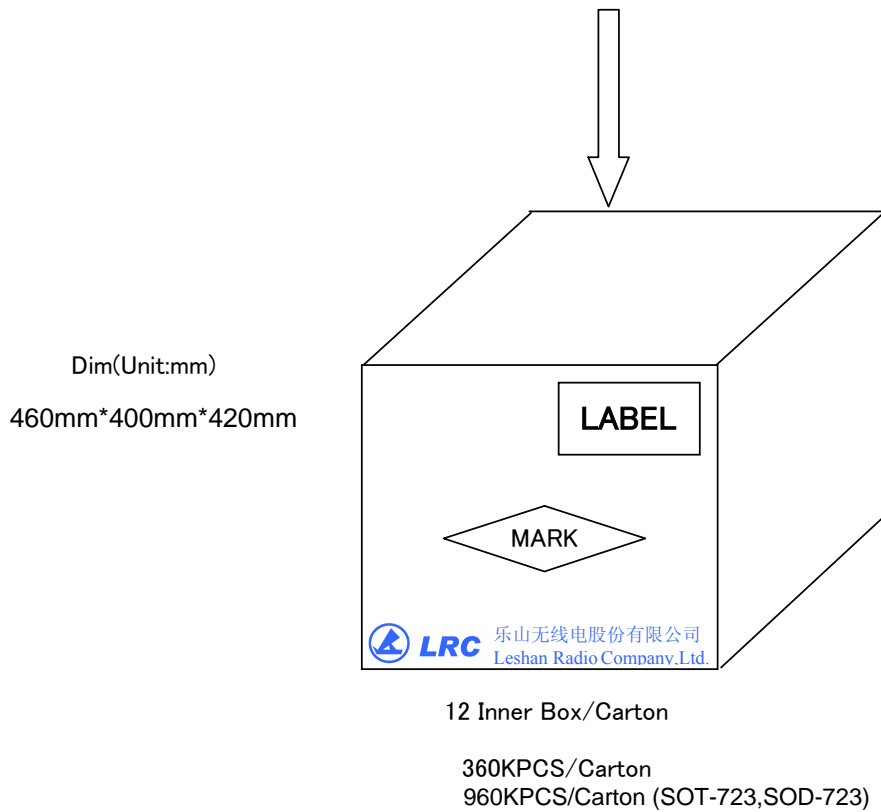 Dim(Unit:mm)
460mm*400mm*420mm
LABEL
MARK
LRC 乐山无线电股份有限公司
Leshan Radio Company,Ltd.
12 Inner Box/Carton
360KPCS/Carton
960KPCS/Carton (SOT-723,SOD-723)